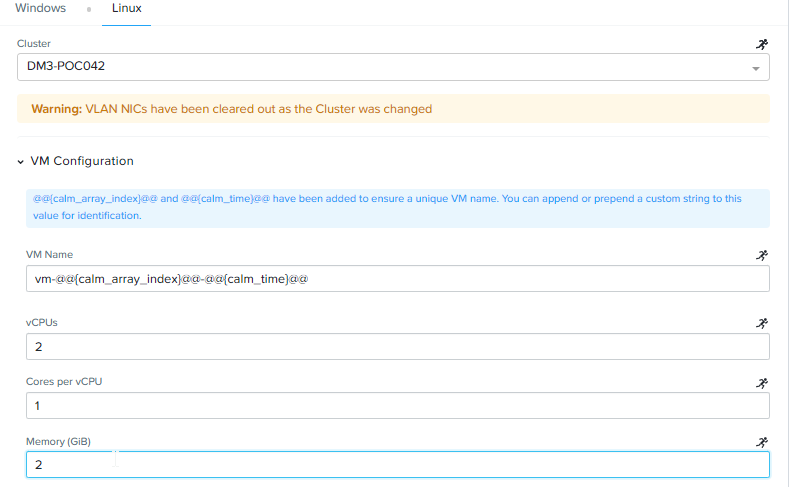 Windows Linux
Cluster
DM3-POC042
Warning: VLAN NICs have been cleared out as the Cluster was changed
VM Configuration
@@{calm_array_index}@@ and @@{calm_time}@@ have been added to ensure a unique VM name. You can append or prepend a custom string to this
value for identification.
VM Name
vm-@@{calm_array_index}@@-@@{calm_time}@@
vCPUs
2
Cores per vCPU
1
Memory (GiB)
2